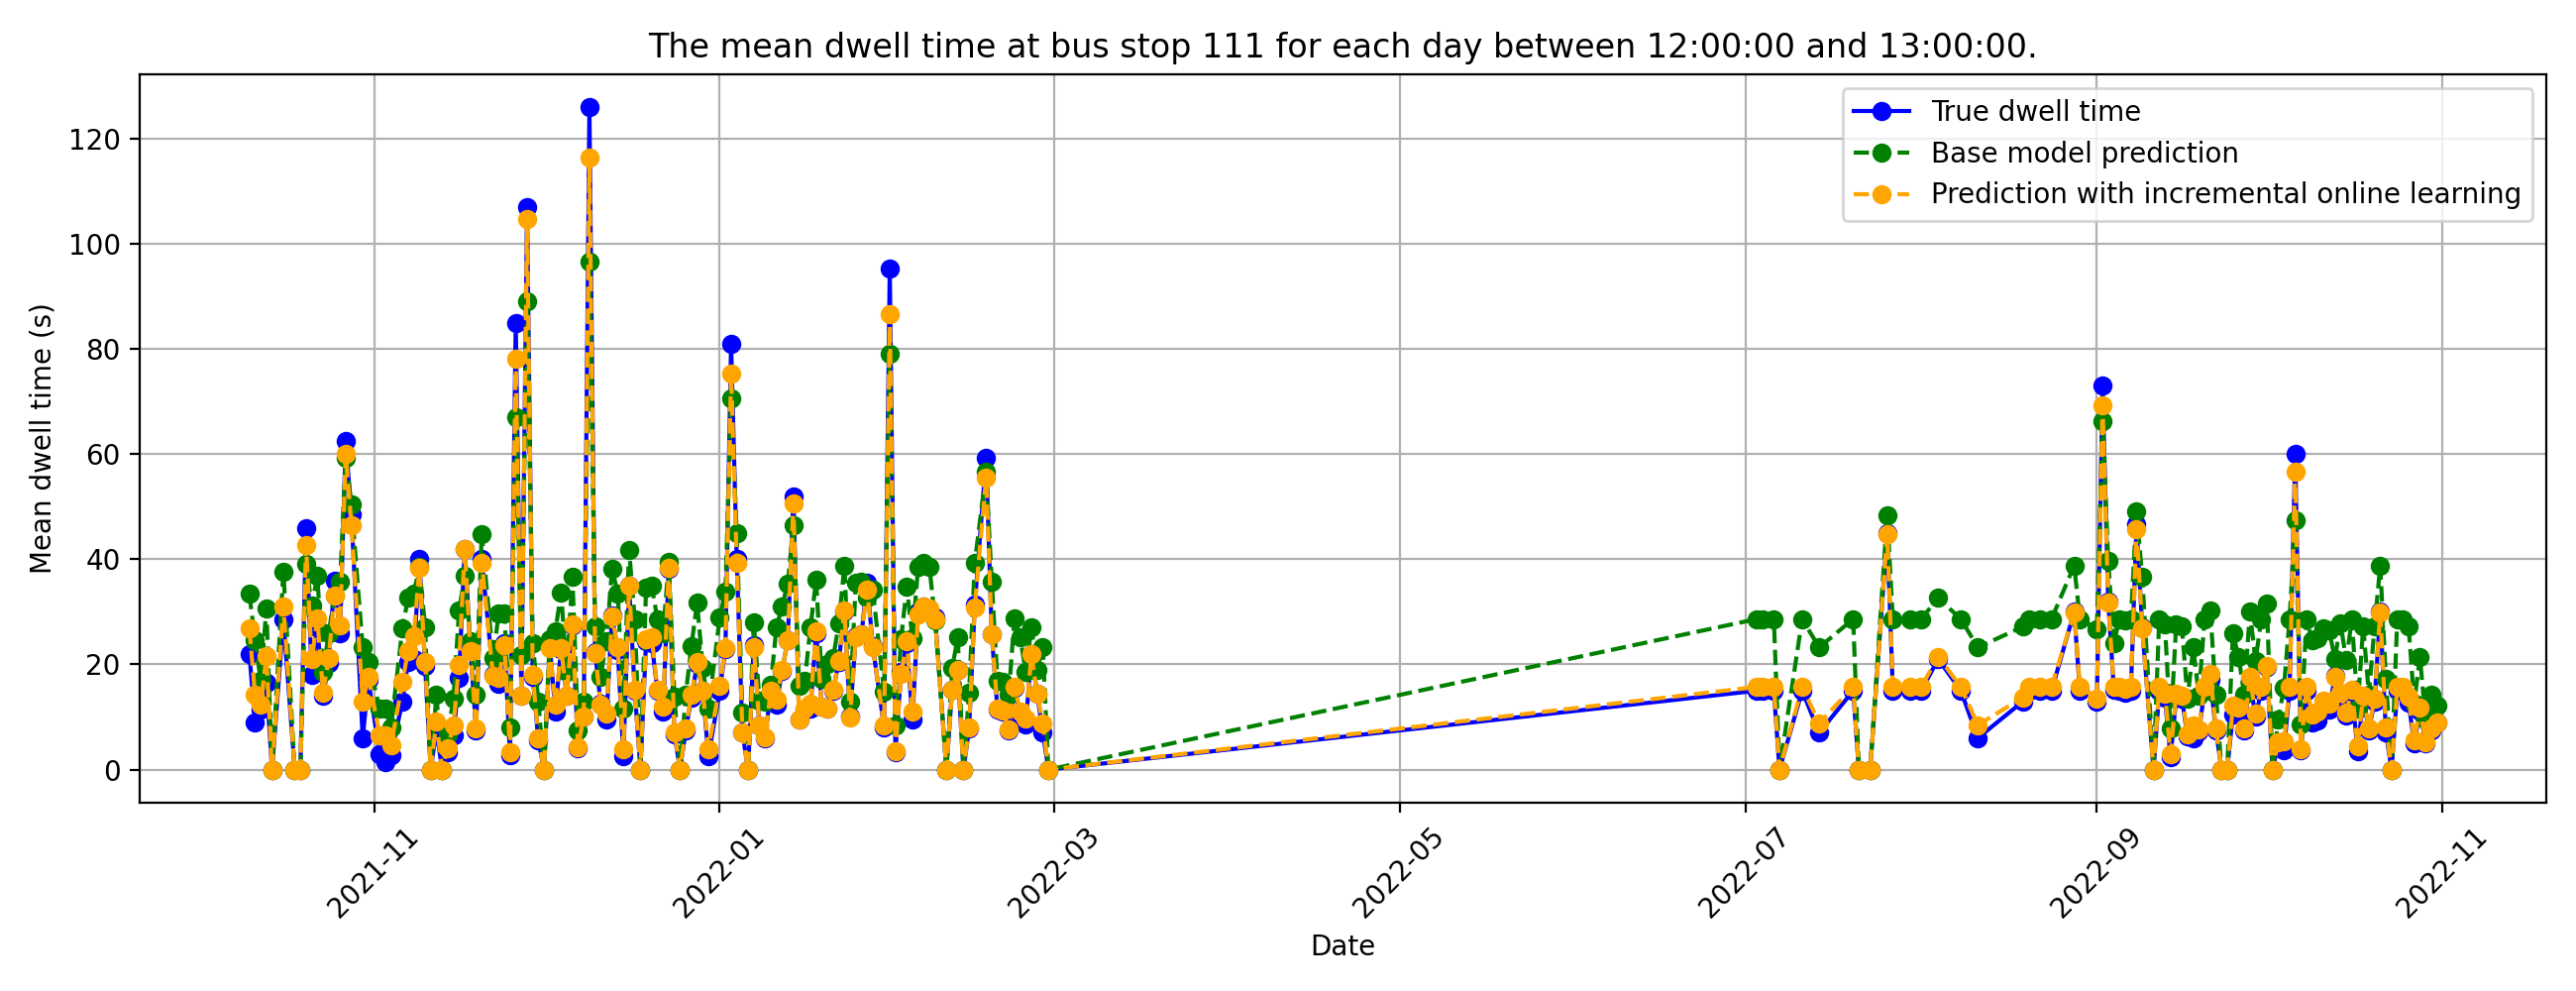 The mean dwell time at bus stop 111 for each day between 12:00:00 and 13:00:00.
True dwell time
Base model prediction
Prediction with incremental online learning
Mean dwell time (s)
120
100
80
60
40
20
0
2021-11
2022-01
2022-03
2022-05
2022-07
2022-09
2022-11
Date